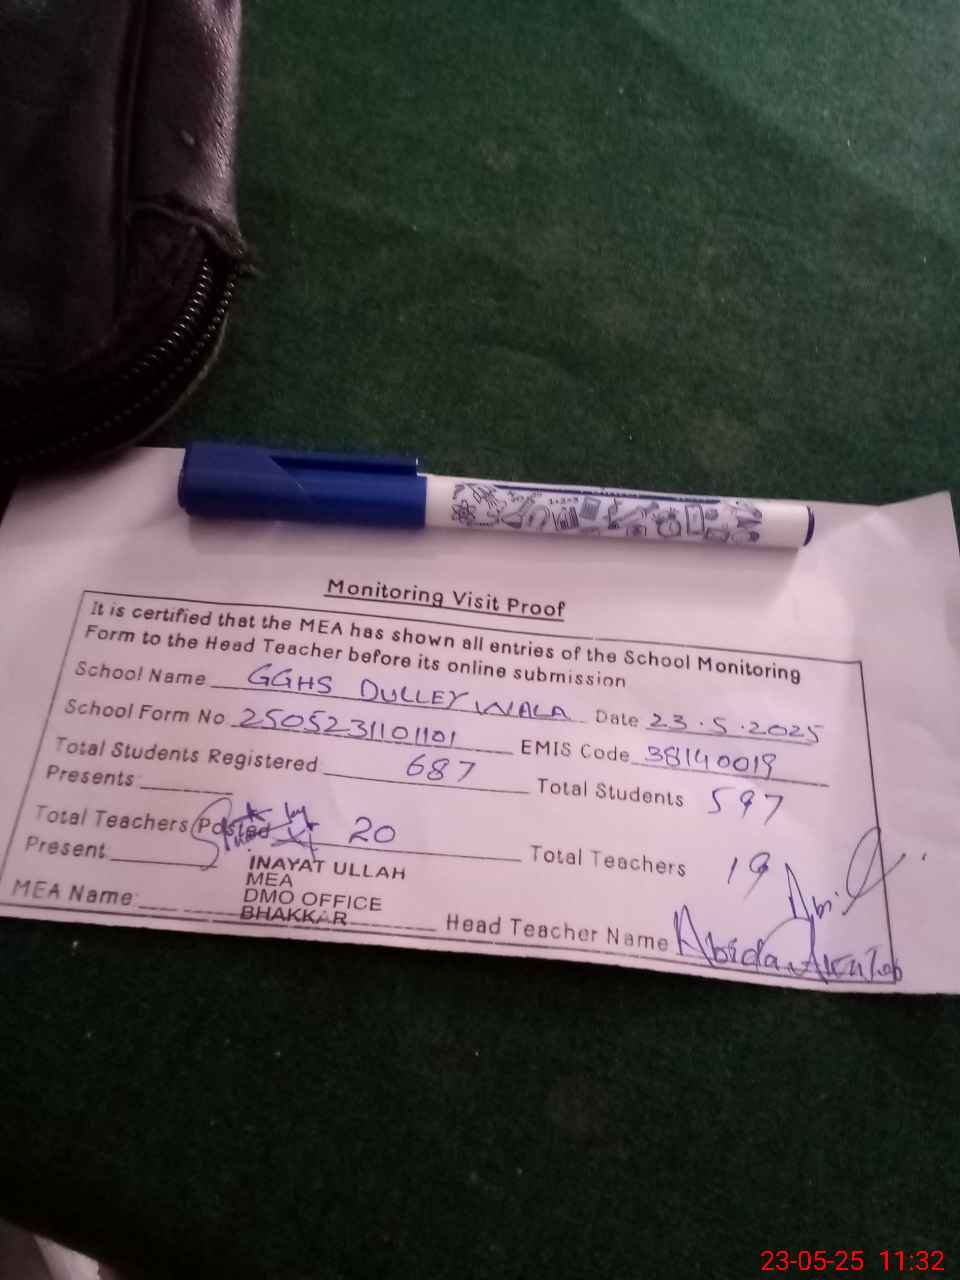 Monitoring Visit Proof
It is certified that the MEA has shown all entries of the School Monitoring
Form to the Head Teacher before its online submission
School Name GGHS DULLEY WALA Date 23.5.2025
School Form No 2505231101101 EMIS Code 38140019
Total Students Registered 687 Total Students 597
Presents:
Total Teachers (Posted 20 Total Teachers 19
Present
INAYAT ULLAH
MEA
DMO OFFICE
BHAKKAR
MEA Name: Head Teacher Name Abida
23-05-25 11:32